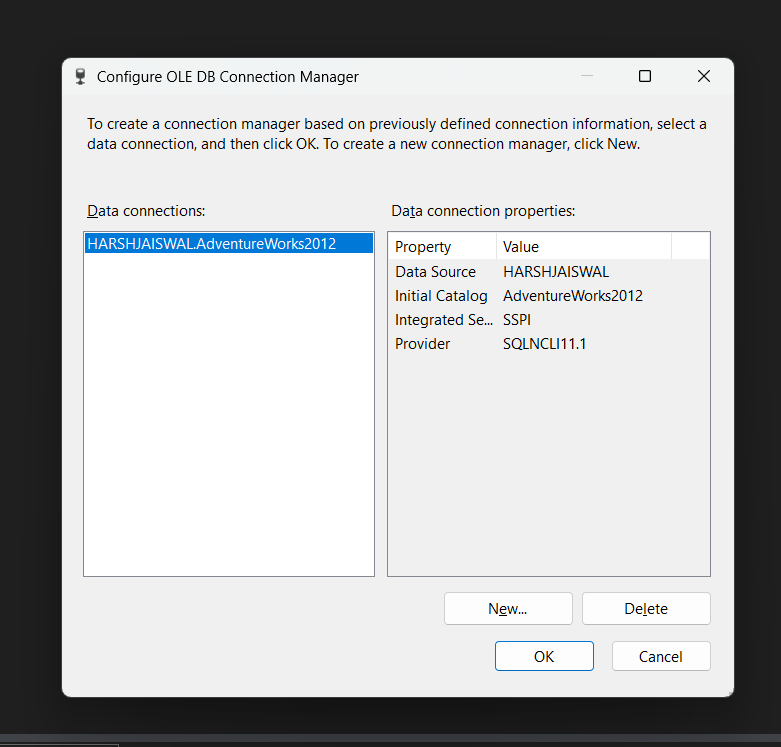 Configure OLE DB Connection Manager
To create a connection manager based on previously defined connection information, select a
data connection, and then click OK. To create a new connection manager, click New.
Data connections:
Data connection properties:
HARSHJAISWAL.AdventureWorks2012
Property Value
Data Source HARSHJAISWAL
Initial Catalog AdventureWorks2012
Integrated Se... SSPI
Provider SQLNCLI11.1
New... Delete
OK Cancel